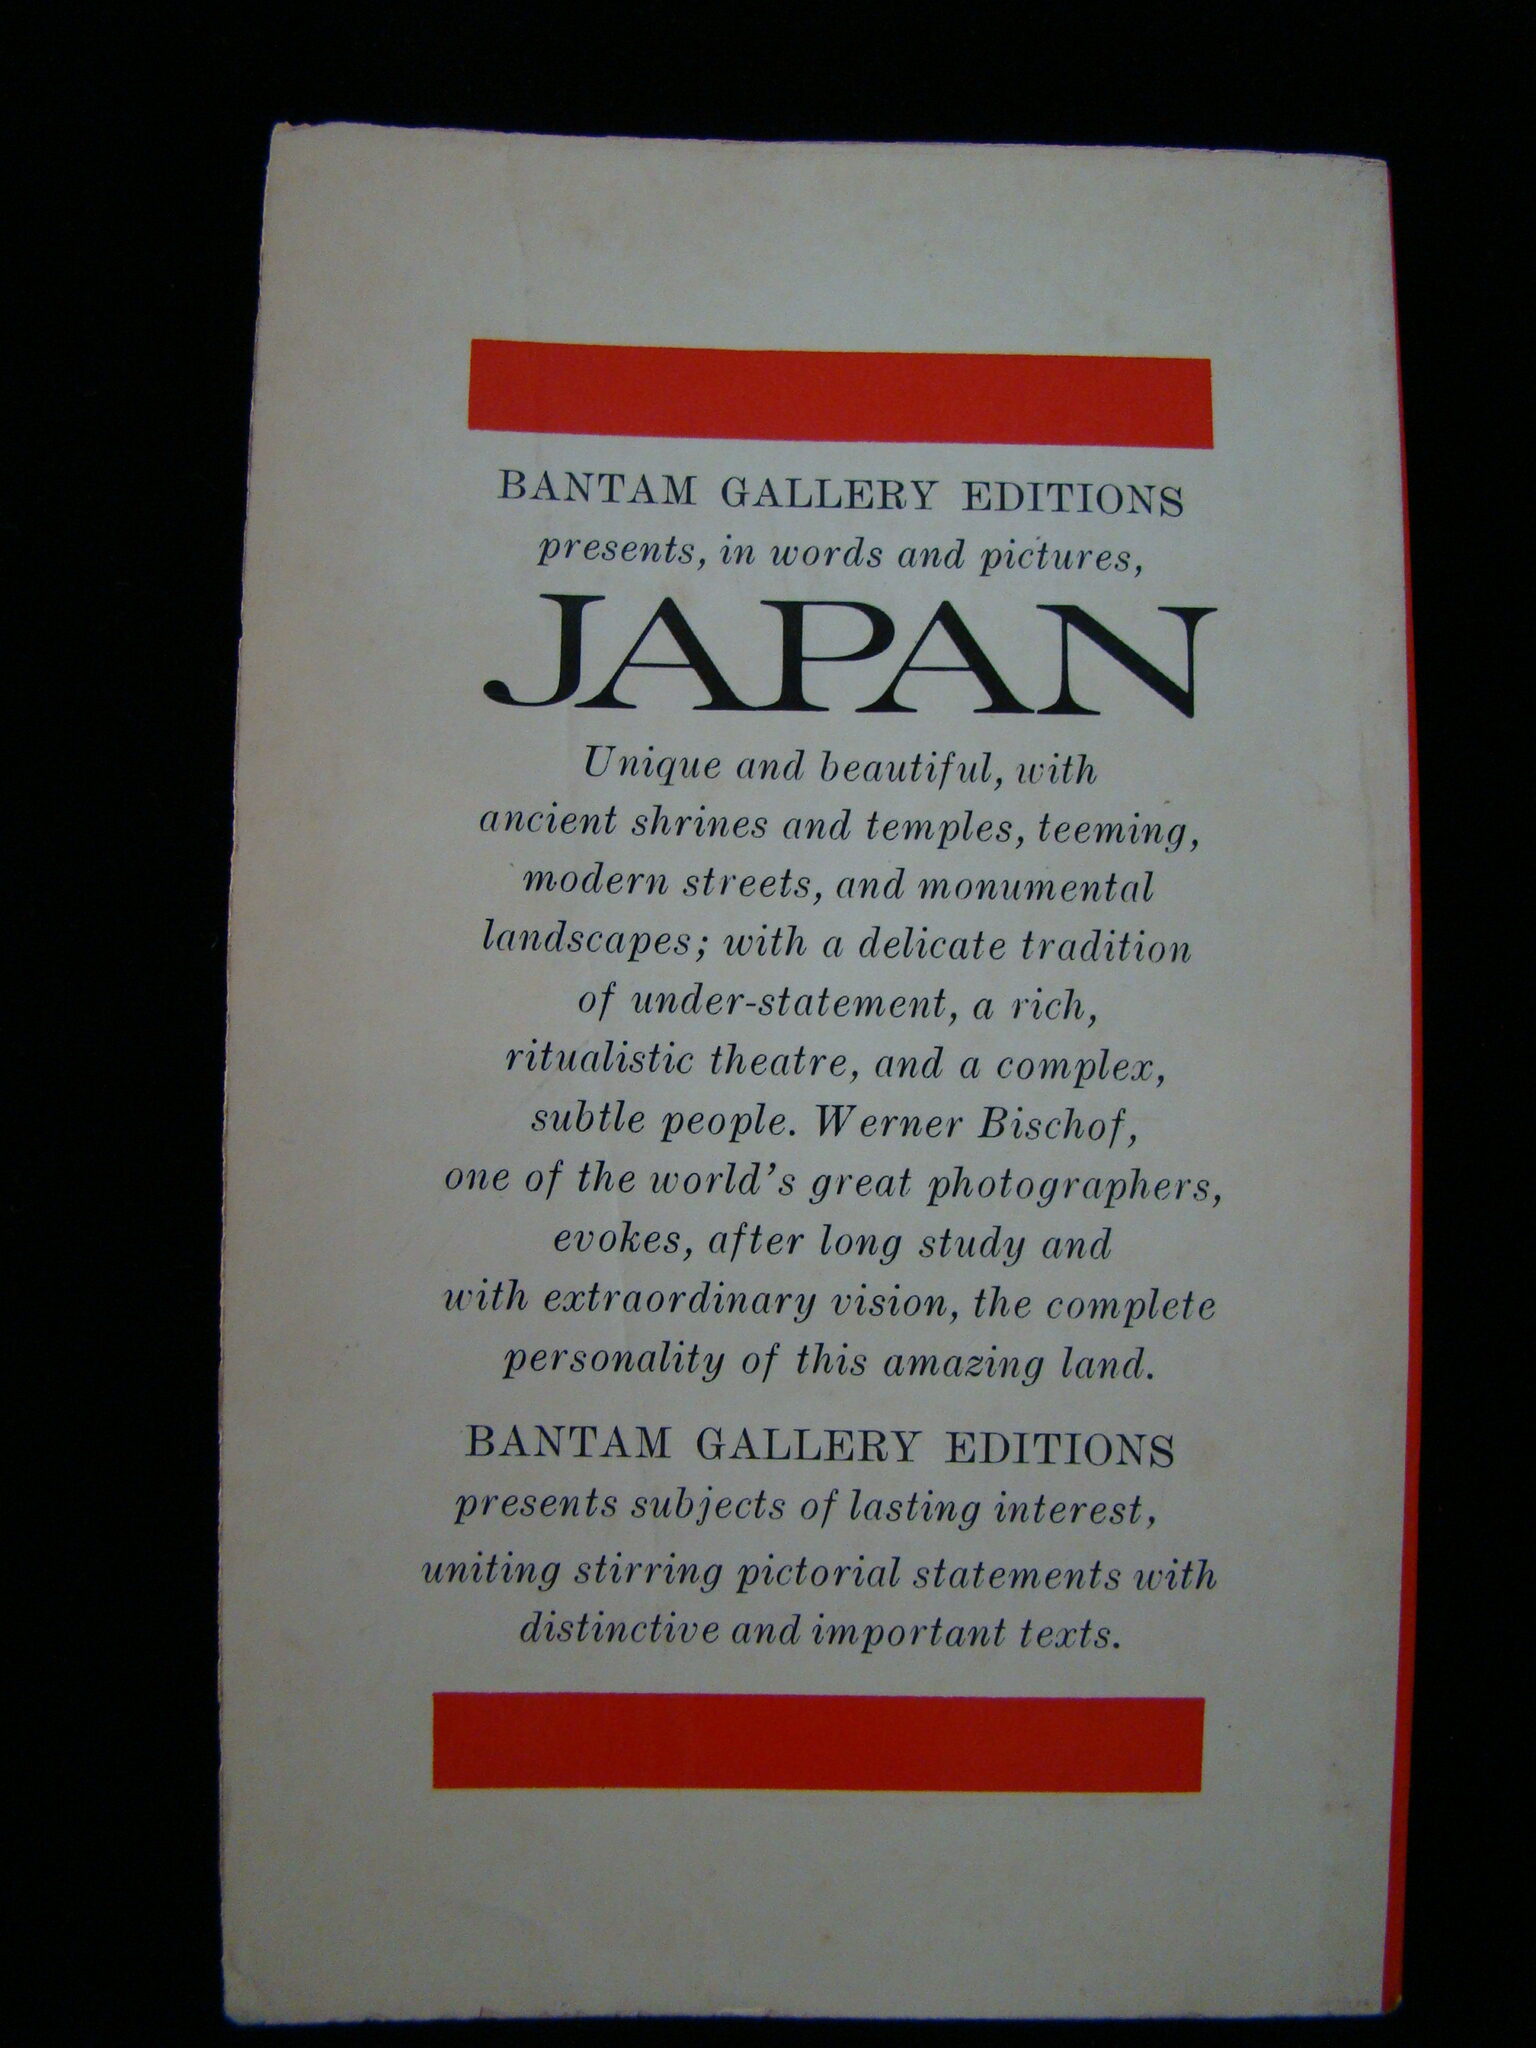 BANTAM GALLERY EDITIONS
presents, in words and pictures,
JAPAN
Unique and beautiful, with
ancient shrines and temples, teeming,
modern streets, and monumental
landscapes; with a delicate tradition
of under-statement, a rich,
ritualistic theatre, and a complex,
subtle people. Werner Bischof,
one of the world's great photographers,
evokes, after long study and
with extraordinary vision, the complete
personality of this amazing land.
BANTAM GALLERY EDITIONS
presents subjects of lasting interest,
uniting stirring pictorial statements with
distinctive and important texts.